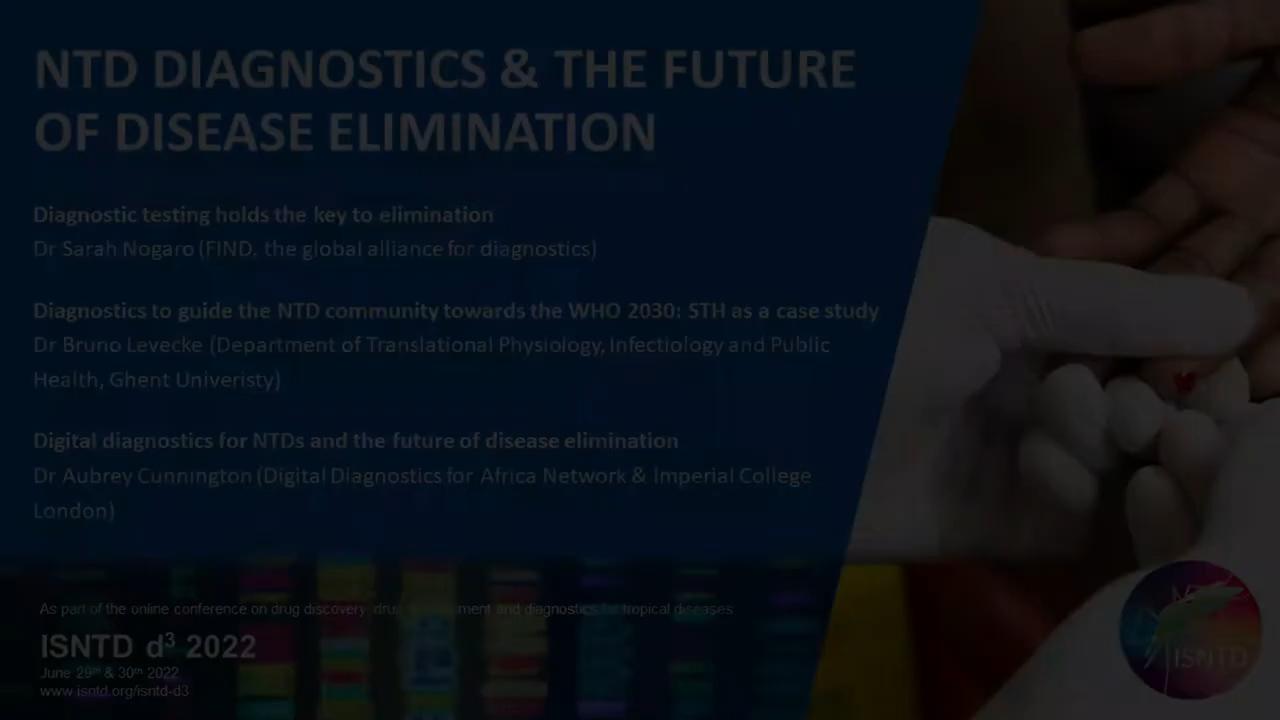 NTD DIAGNOSTICS & THE FUTURE
OF DISEASE ELIMINATION
Diagnostic testing holds the key to elimination
Dr Sarah Nogaro (FIND, the global alliance for diagnostics)
Diagnostics to guide the NTD community towards the WHO 2030: STH as a case study
Dr Bruno Levecke (Department of Translational Physiology, Infectiology and Public
Health, Ghent Univeristy)
Digital diagnostics for NTDs and the future of disease elimination
Dr Aubrey Cunnington (Digital Diagnostics for Africa Network & Imperial College
London)
As part of the online conference on drug discovery, drug development and diagnostics for tropical diseases
ISNTD d³ 2022
June 29th & 30th 2022
www.isntd.org/isntd-d3
ISNTD